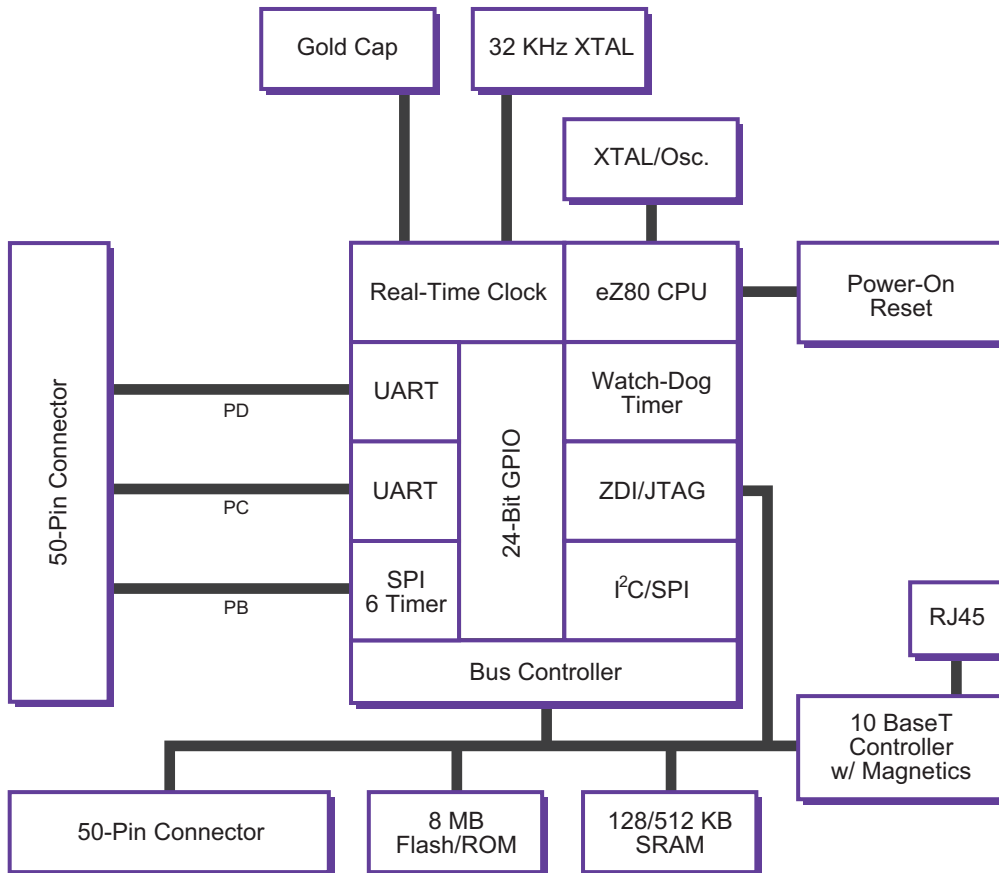 Gold Cap
32 KHz XTAL
XTAL/Osc.
Real-Time Clock
eZ80 CPU
Power-On
Reset
50-Pin Connector
PD
UART
24-Bit GPIO
Watch-Dog
Timer
PC
UART
ZDI/JTAG
PB
SPI
6 Timer
I²C/SPI
RJ45
Bus Controller
10 BaseT
Controller
w/ Magnetics
50-Pin Connector
8 MB
Flash/ROM
128/512 KB
SRAM